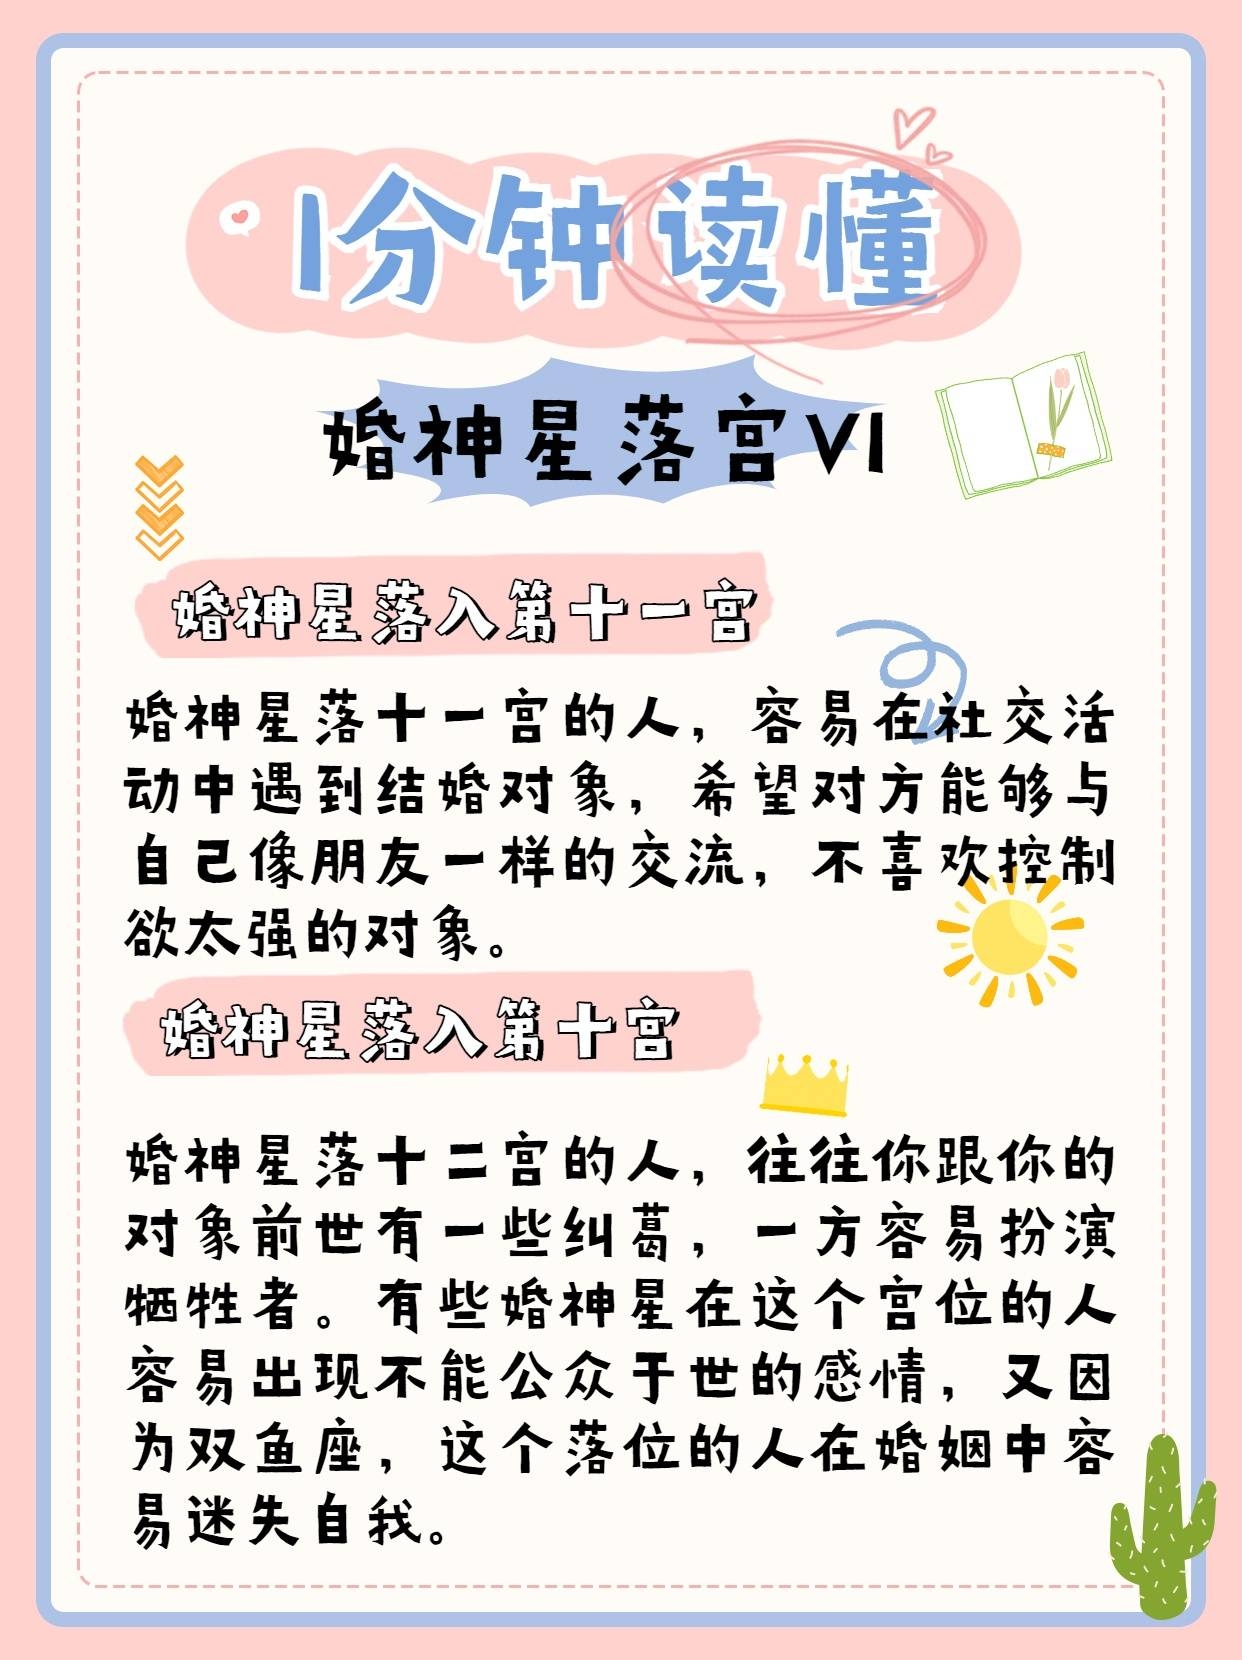 1分钟读懂
婚神星落宫VI
婚神星落入第十一宫
婚神星落十一宫的人，容易在社交活
动中遇到结婚对象，希望对方能够与
自己像朋友一样的交流，不喜欢控制
欲太强的对象。
婚神星落入第十宫
婚神星落十二宫的人，往往你跟你的
对象前世有一些纠葛，一方容易扮演
牺牲者。有些婚神星在这个宫位的人
容易出现不能公众于世的感情，又因
为双鱼座，这个落位的人在婚姻中容
易迷失自我。